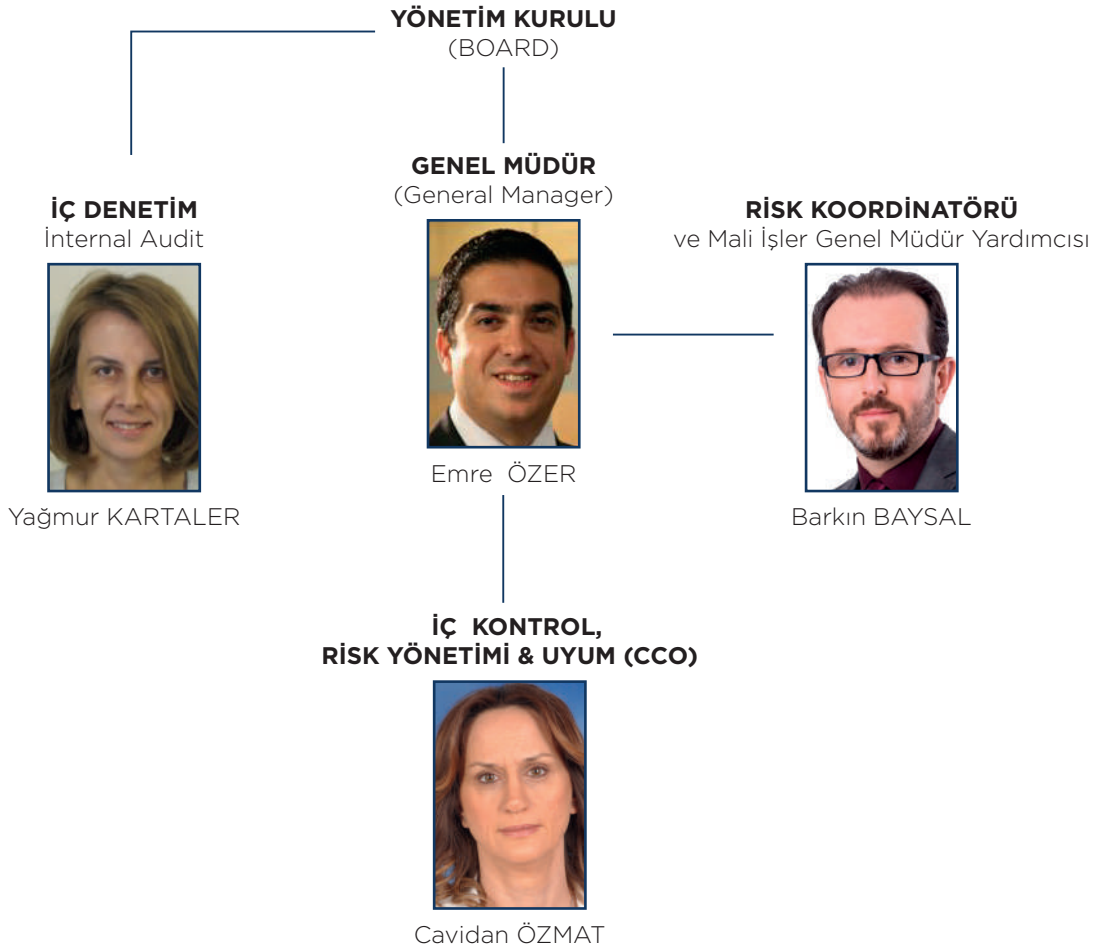 YÖNETİM KURULU
(BOARD)
GENEL MÜDÜR
(General Manager)
İÇ DENETİM
İnternal Audit
RİSK KOORDİNATÖRÜ
ve Mali İşler Genel Müdür Yardımcısı
Emre ÖZER
Yağmur KARTALER
Barkın BAYSAL
İÇ KONTROL,
RİSK YÖNETİMİ & UYUM (CCO)
Cavidan ÖZMAT